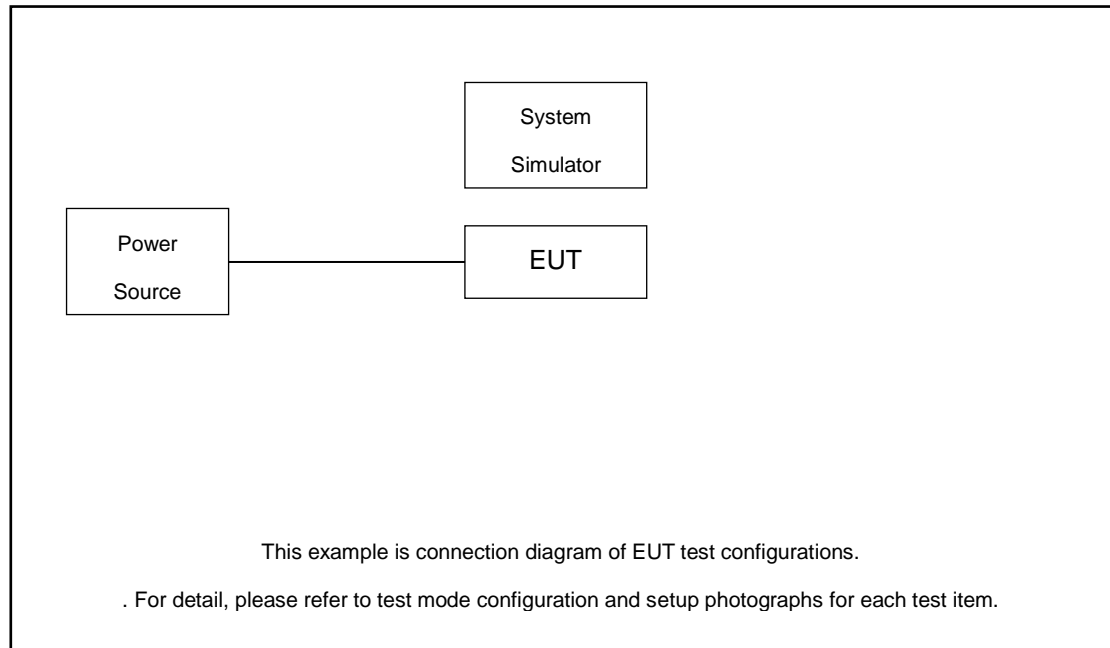 System
Simulator
Power
Source
EUT
This example is connection diagram of EUT test configurations.
. For detail, please refer to test mode configuration and setup photographs for each test item.